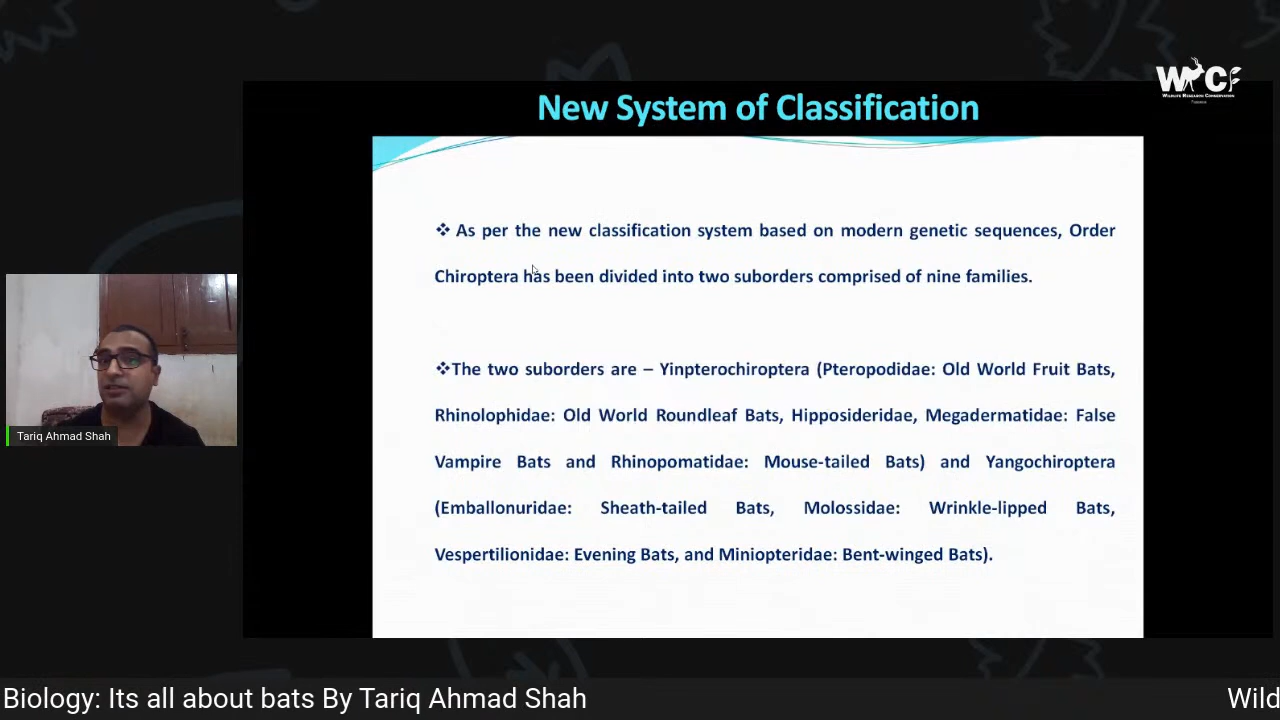 W C
WILDLIFE RESEARCH CONSERVATION
New System of Classification
❖ As per the new classification system based on modern genetic sequences, Order
Chiroptera has been divided into two suborders comprised of nine families.
❖The two suborders are – Yinpterochiroptera (Pteropodidae: Old World Fruit Bats,
Rhinolophidae: Old World Roundleaf Bats, Hipposideridae, Megadermatidae: False
Vampire Bats and Rhinopomatidae: Mouse-tailed Bats) and Yangochiroptera
(Emballonuridae: Sheath-tailed Bats, Molossidae: Wrinkle-lipped Bats,
Vespertilionidae: Evening Bats, and Miniopteridae: Bent-winged Bats).
Tariq Ahmad Shah
Biology: Its all about bats By Tariq Ahmad Shah
Wild